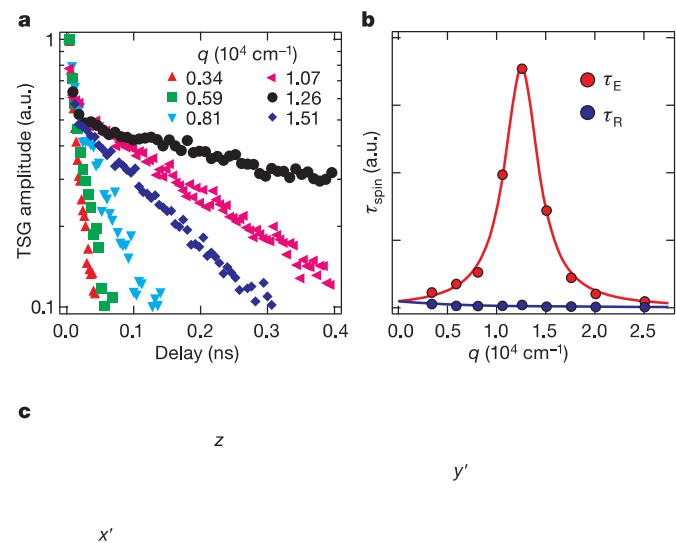 a
TSG amplitude (a.u.)
1
0.1
q (10⁴ cm⁻¹)
0.34 1.07
0.59 1.26
0.81 1.51
0.0 0.1 0.2 0.3 0.4
Delay (ns)
b
τspin (a.u.)
τE
τR
0.0 0.5 1.0 1.5 2.0 2.5
q (10⁴ cm⁻¹)
c
z
y′
x′